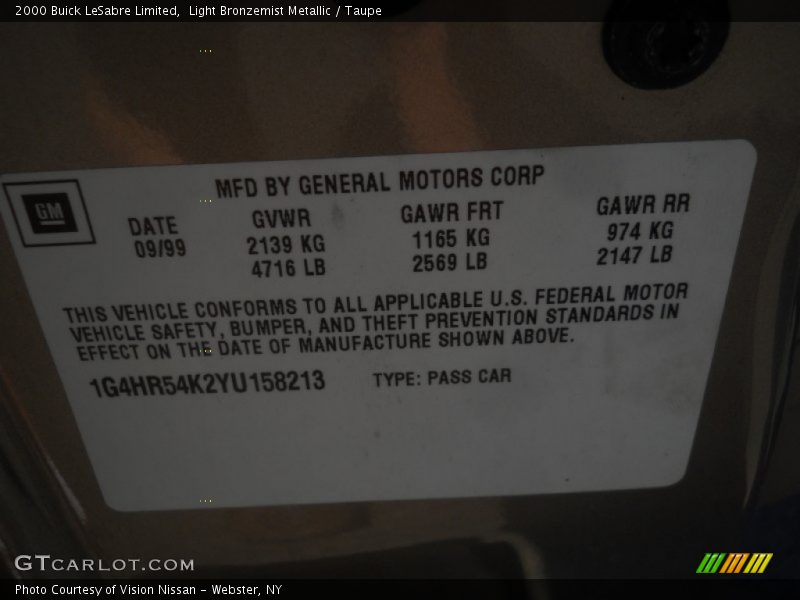 2000 Buick LeSabre Limited, Light Bronzemist Metallic / Taupe
GM
MFD BY GENERAL MOTORS CORP
DATE GVWR GAWR FRT GAWR RR
09/99 2139 KG 1165 KG 974 KG
4716 LB 2569 LB 2147 LB
THIS VEHICLE CONFORMS TO ALL APPLICABLE U.S. FEDERAL MOTOR
VEHICLE SAFETY, BUMPER, AND THEFT PREVENTION STANDARDS IN
EFFECT ON THE DATE OF MANUFACTURE SHOWN ABOVE.
1G4HR54K2YU158213 TYPE: PASS CAR
GTCARLOT.COM
Photo Courtesy of Vision Nissan - Webster, NY